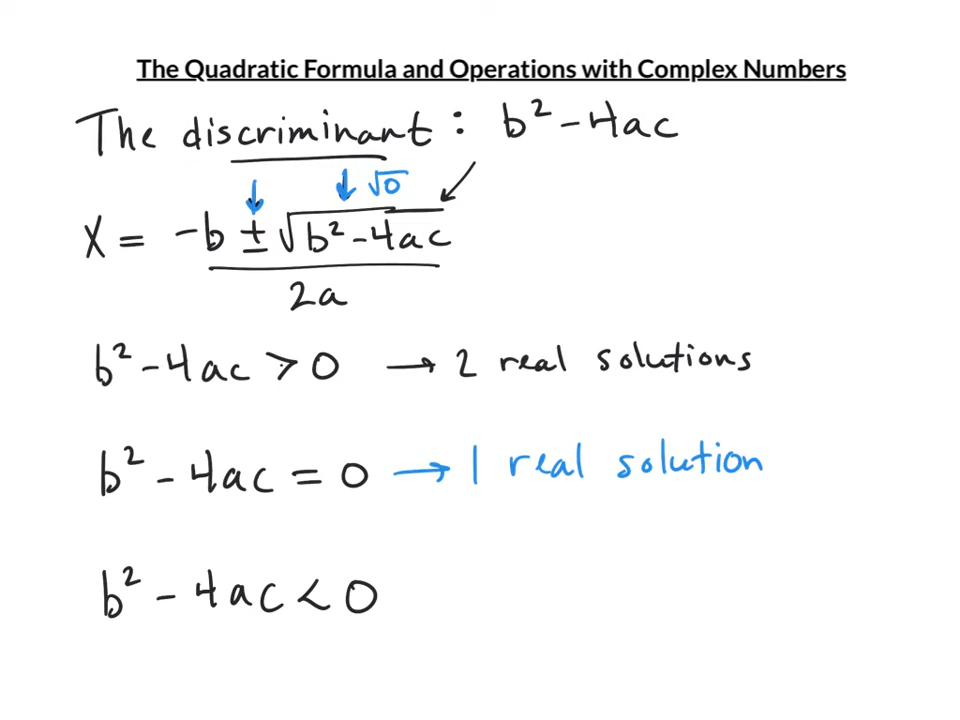 The Quadratic Formula and Operations with Complex Numbers
The discriminant : b² - 4ac
√0
x = -b ± √b² - 4ac
2a
b² - 4ac > 0 → 2 real solutions
b² - 4ac = 0 → 1 real solution
b² - 4ac < 0